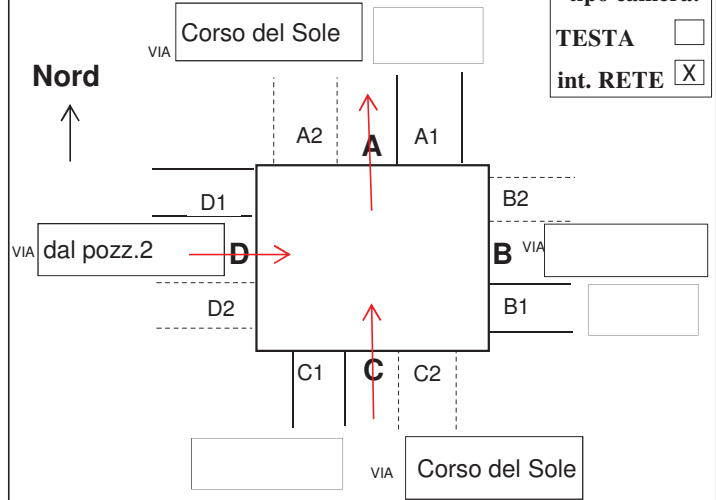 tipo camera:
VIA Corso del Sole
TESTA
int. RETE X
Nord
A2 A A1
D1 B2
VIA dal pozz.2 D B VIA
D2 B1
C1 C C2
VIA Corso del Sole